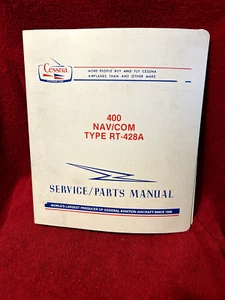 Cessna
MORE PEOPLE BUY AND FLY CESSNA
AIRPLANES THAN ANY OTHER MAKE
400
NAV/COM
TYPE RT-428A
SERVICE/PARTS MANUAL
WORLD'S LARGEST PRODUCER OF GENERAL AVIATION AIRCRAFT SINCE 1956